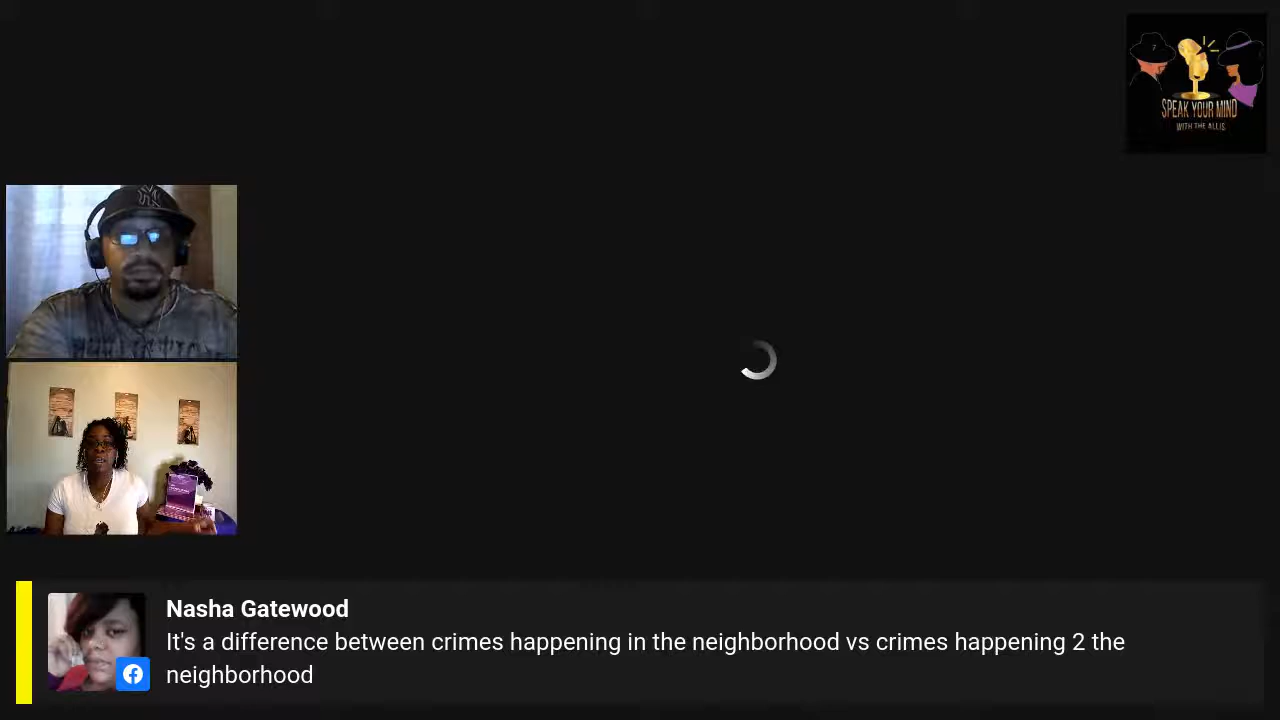 SPEAK YOUR MIND
WITH THE ALLIS
Nasha Gatewood
It's a difference between crimes happening in the neighborhood vs crimes happening 2 the
neighborhood